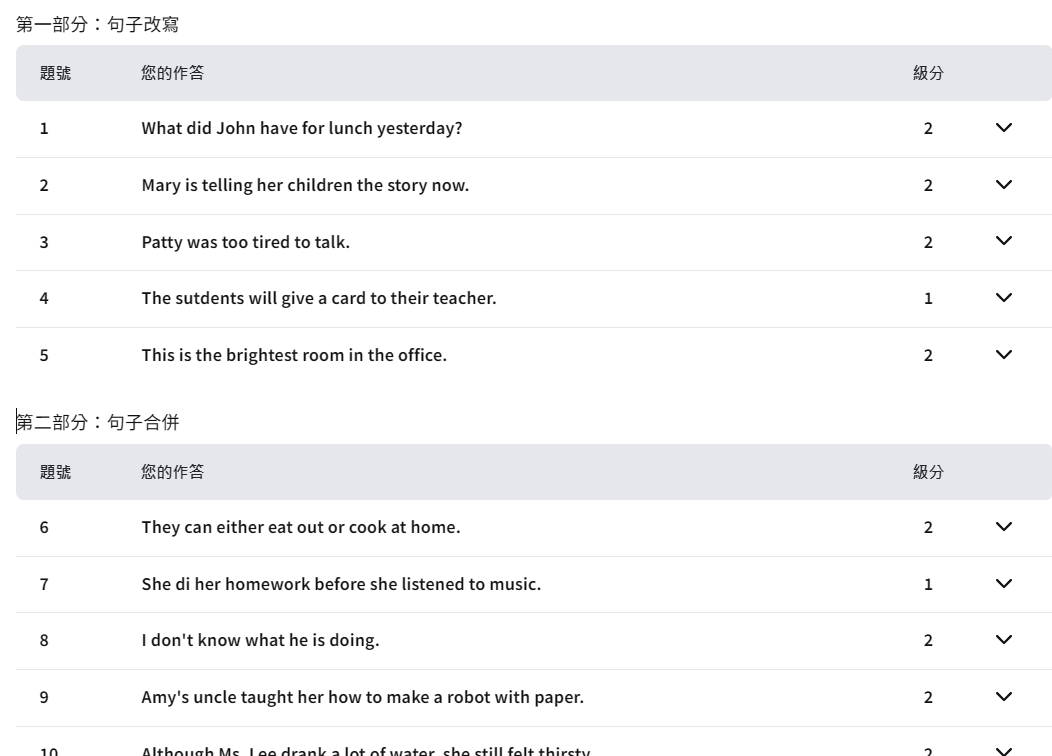 第一部分：句子改寫
題號 您的作答 級分
1 What did John have for lunch yesterday? 2
2 Mary is telling her children the story now. 2
3 Patty was too tired to talk. 2
4 The sutdents will give a card to their teacher. 1
5 This is the brightest room in the office. 2
第二部分：句子合併
題號 您的作答 級分
6 They can either eat out or cook at home. 2
7 She di her homework before she listened to music. 1
8 I don't know what he is doing. 2
9 Amy's uncle taught her how to make a robot with paper. 2
10 Although Ms. Lee drank a lot of water, she still felt thirsty. 2